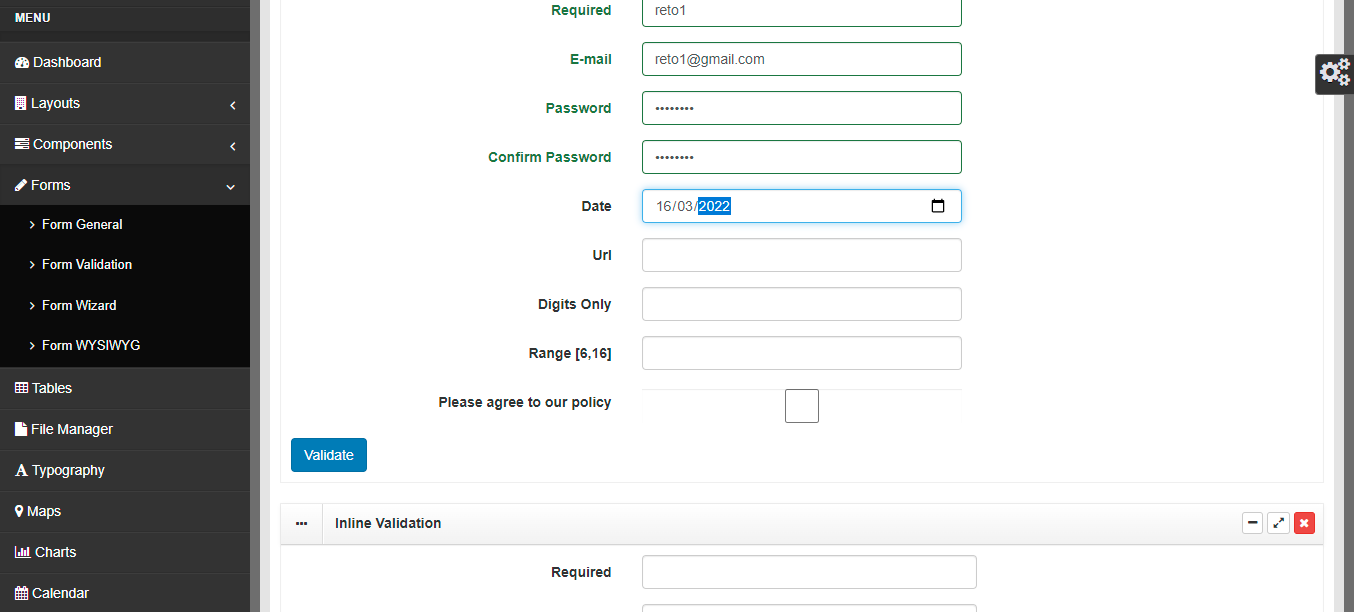 MENU
Dashboard
Layouts
Components
Forms
Form General
Form Validation
Form Wizard
Form WYSIWYG
Tables
File Manager
Typography
Maps
Charts
Calendar
Required reto1
E-mail reto1@gmail.com
Password ••••••••
Confirm Password ••••••••
Date 16/03/2022
Url
Digits Only
Range [6,16]
Please agree to our policy
Validate
Inline Validation
Required